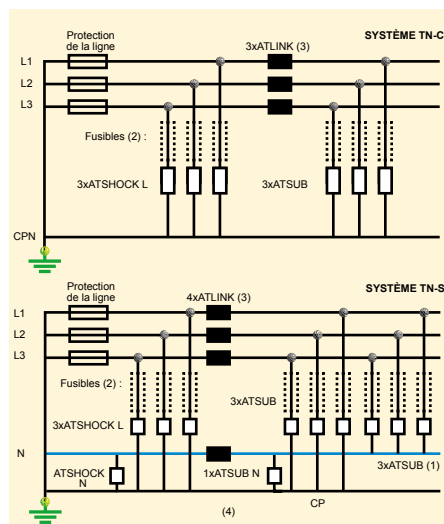 SYSTÈME TN-C
Protection
de la ligne
3xATLINK (3)
L1
L2
L3
Fusibles (2) :
3xATSHOCK L
3xATSUB
CPN
SYSTÈME TN-S
Protection
de la ligne
4xATLINK (3)
L1
L2
L3
Fusibles (2) :
3xATSUB
3xATSHOCK L
N
3xATSUB (1)
ATSHOCK
N
1xATSUB N
CP
(4)